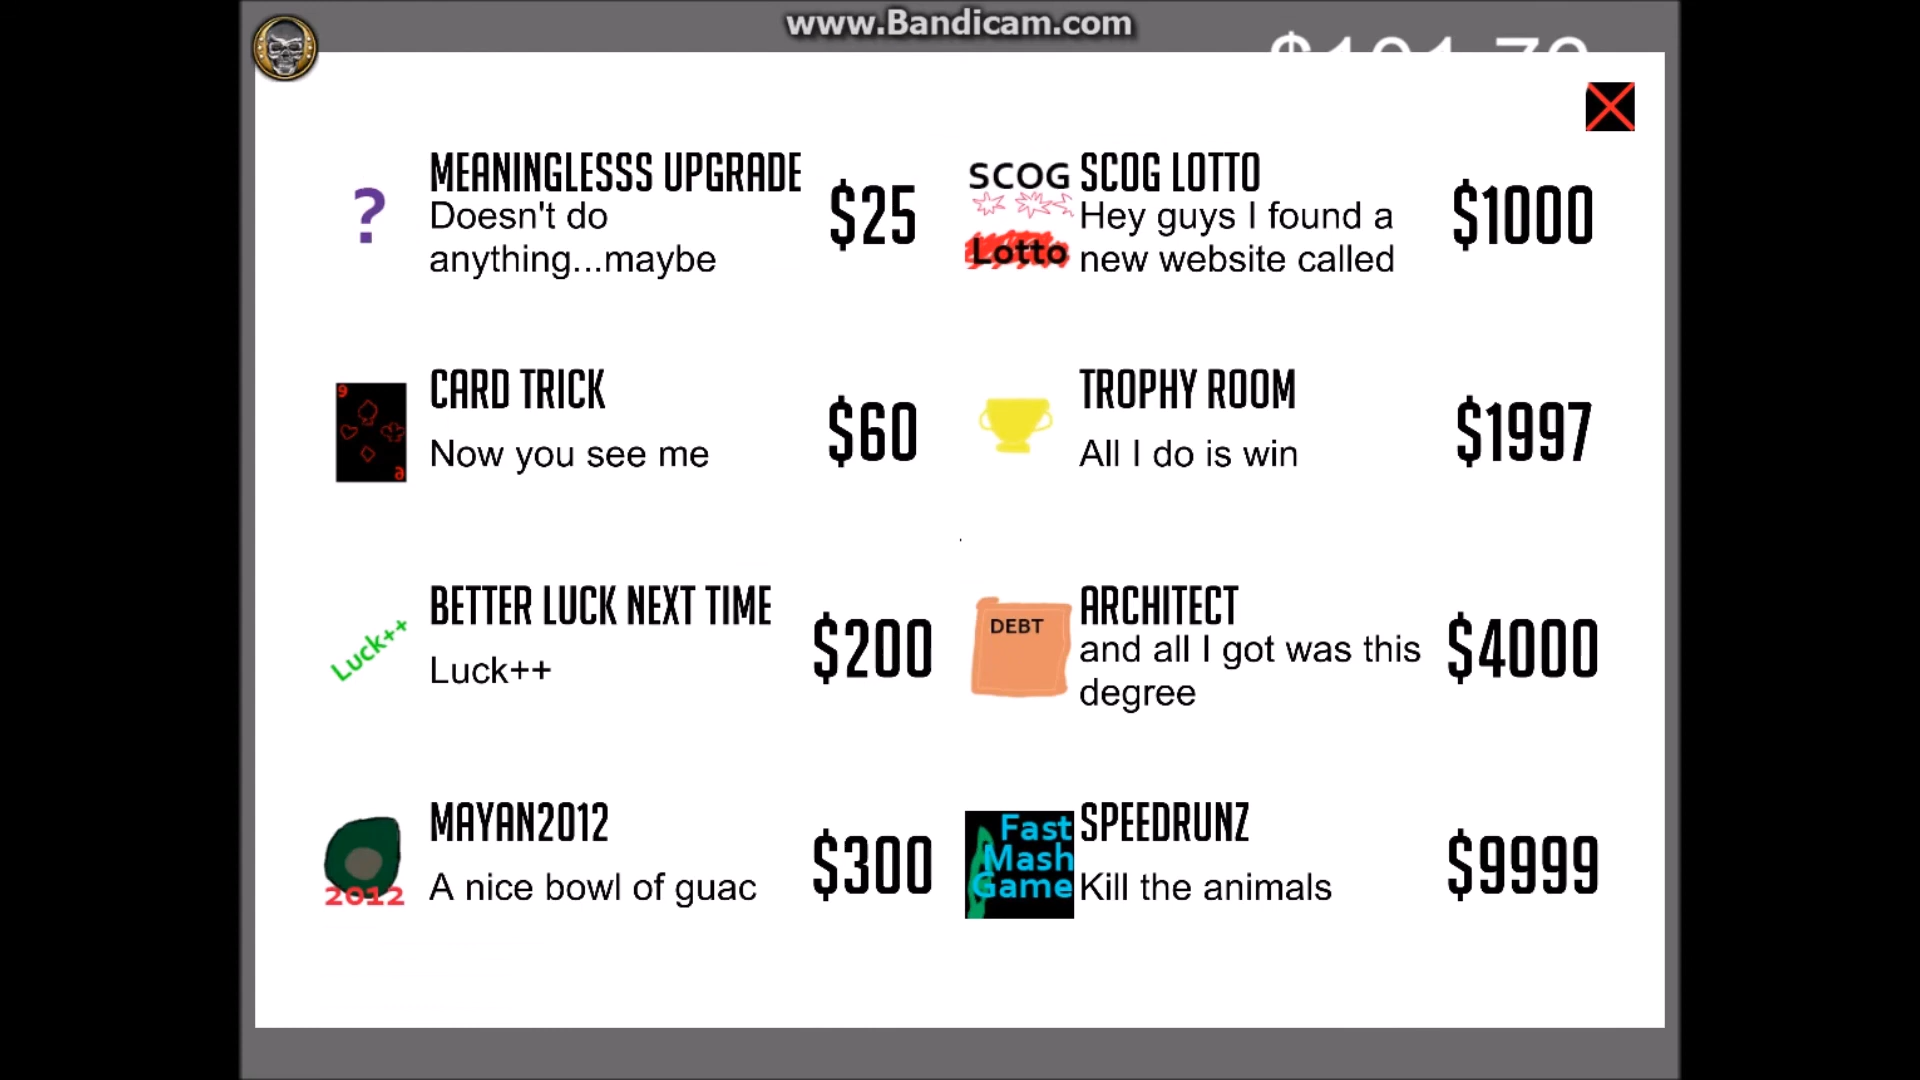 www.Bandicam.com
MEANINGLESSS UPGRADE
Doesn't do
anything...maybe
$25
SCOG
Lotto
SCOG LOTTO
Hey guys I found a
new website called
$1000
9
9
CARD TRICK
Now you see me
$60
TROPHY ROOM
All I do is win
$1997
Luck++
BETTER LUCK NEXT TIME
Luck++
$200
DEBT
ARCHITECT
and all I got was this
degree
$4000
2012
MAYAN2012
A nice bowl of guac
$300
Fast
Mash
Game
SPEEDRUNZ
Kill the animals
$9999